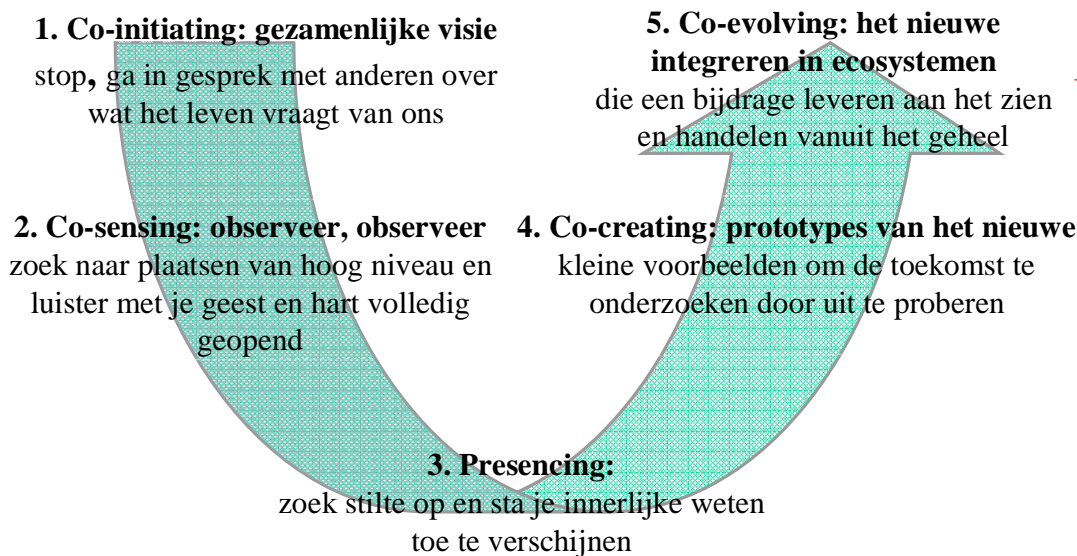 1. Co-initiating: gezamenlijke visie
stop, ga in gesprek met anderen over
wat het leven vraagt van ons
2. Co-sensing: observeer, observeer
zoek naar plaatsen van hoog niveau en
luister met je geest en hart volledig
geopend
3. Presencing:
zoek stilte op en sta je innerlijke weten
toe te verschijnen
4. Co-creating: prototypes van het nieuwe
kleine voorbeelden om de toekomst te
onderzoeken door uit te proberen
5. Co-evolving: het nieuwe
integreren in ecosystemen
die een bijdrage leveren aan het zien
en handelen vanuit het geheel